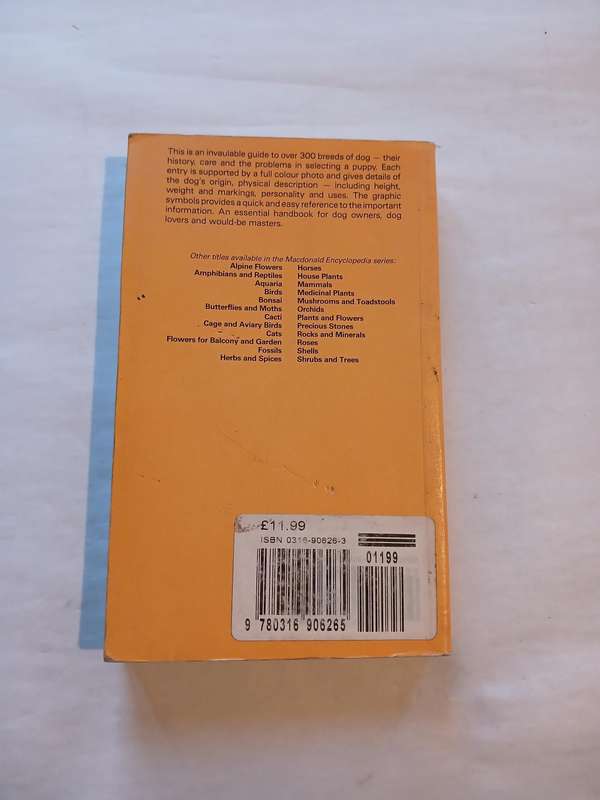 This is an invaulable guide to over 300 breeds of dog — their
history, care and the problems in selecting a puppy. Each
entry is supported by a full colour photo and gives details of
the dog's origin, physical description — including height,
weight and markings, personality and uses. The graphic
symbols provides a quick and easy reference to the important
information. An essential handbook for dog owners, dog
lovers and would-be masters.
Other titles available in the Macdonald Encyclopedia series:
Alpine Flowers Horses
Amphibians and Reptiles House Plants
Aquaria Mammals
Birds Medicinal Plants
Bonsai Mushrooms and Toadstools
Butterflies and Moths Orchids
Cacti Plants and Flowers
Cage and Aviary Birds Precious Stones
Cats Rocks and Minerals
Flowers for Balcony and Garden Roses
Fossils Shells
Herbs and Spices Shrubs and Trees
£11.99
ISBN 0316-90626-3
01199
9 780316 906265